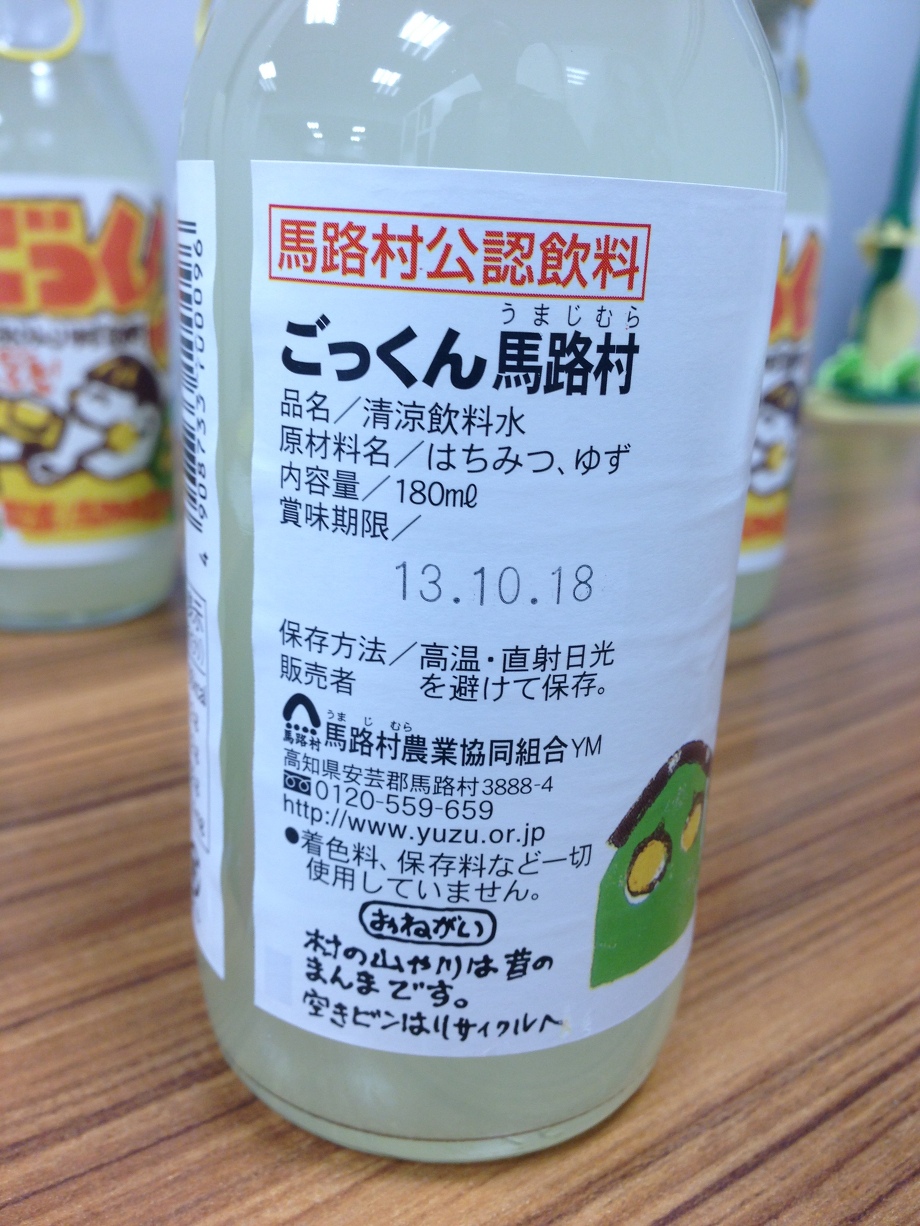 馬路村公認飲料
うまじむら
ごっくん馬路村
品名／清涼飲料水
原材料名／はちみつ、ゆず
内容量／180ml
賞味期限／
13.10.18
保存方法／高温・直射日光
を避けて保存。
販売者
馬路村
うま じ むら
馬路村農業協同組合YM
高知県安芸郡馬路村3888-4
0120-559-659
http://www.yuzu.or.jp
●着色料、保存料など一切
使用していません。
おねがい
村の山や川は昔の
まんまです。
空きビンはリサイクルへ